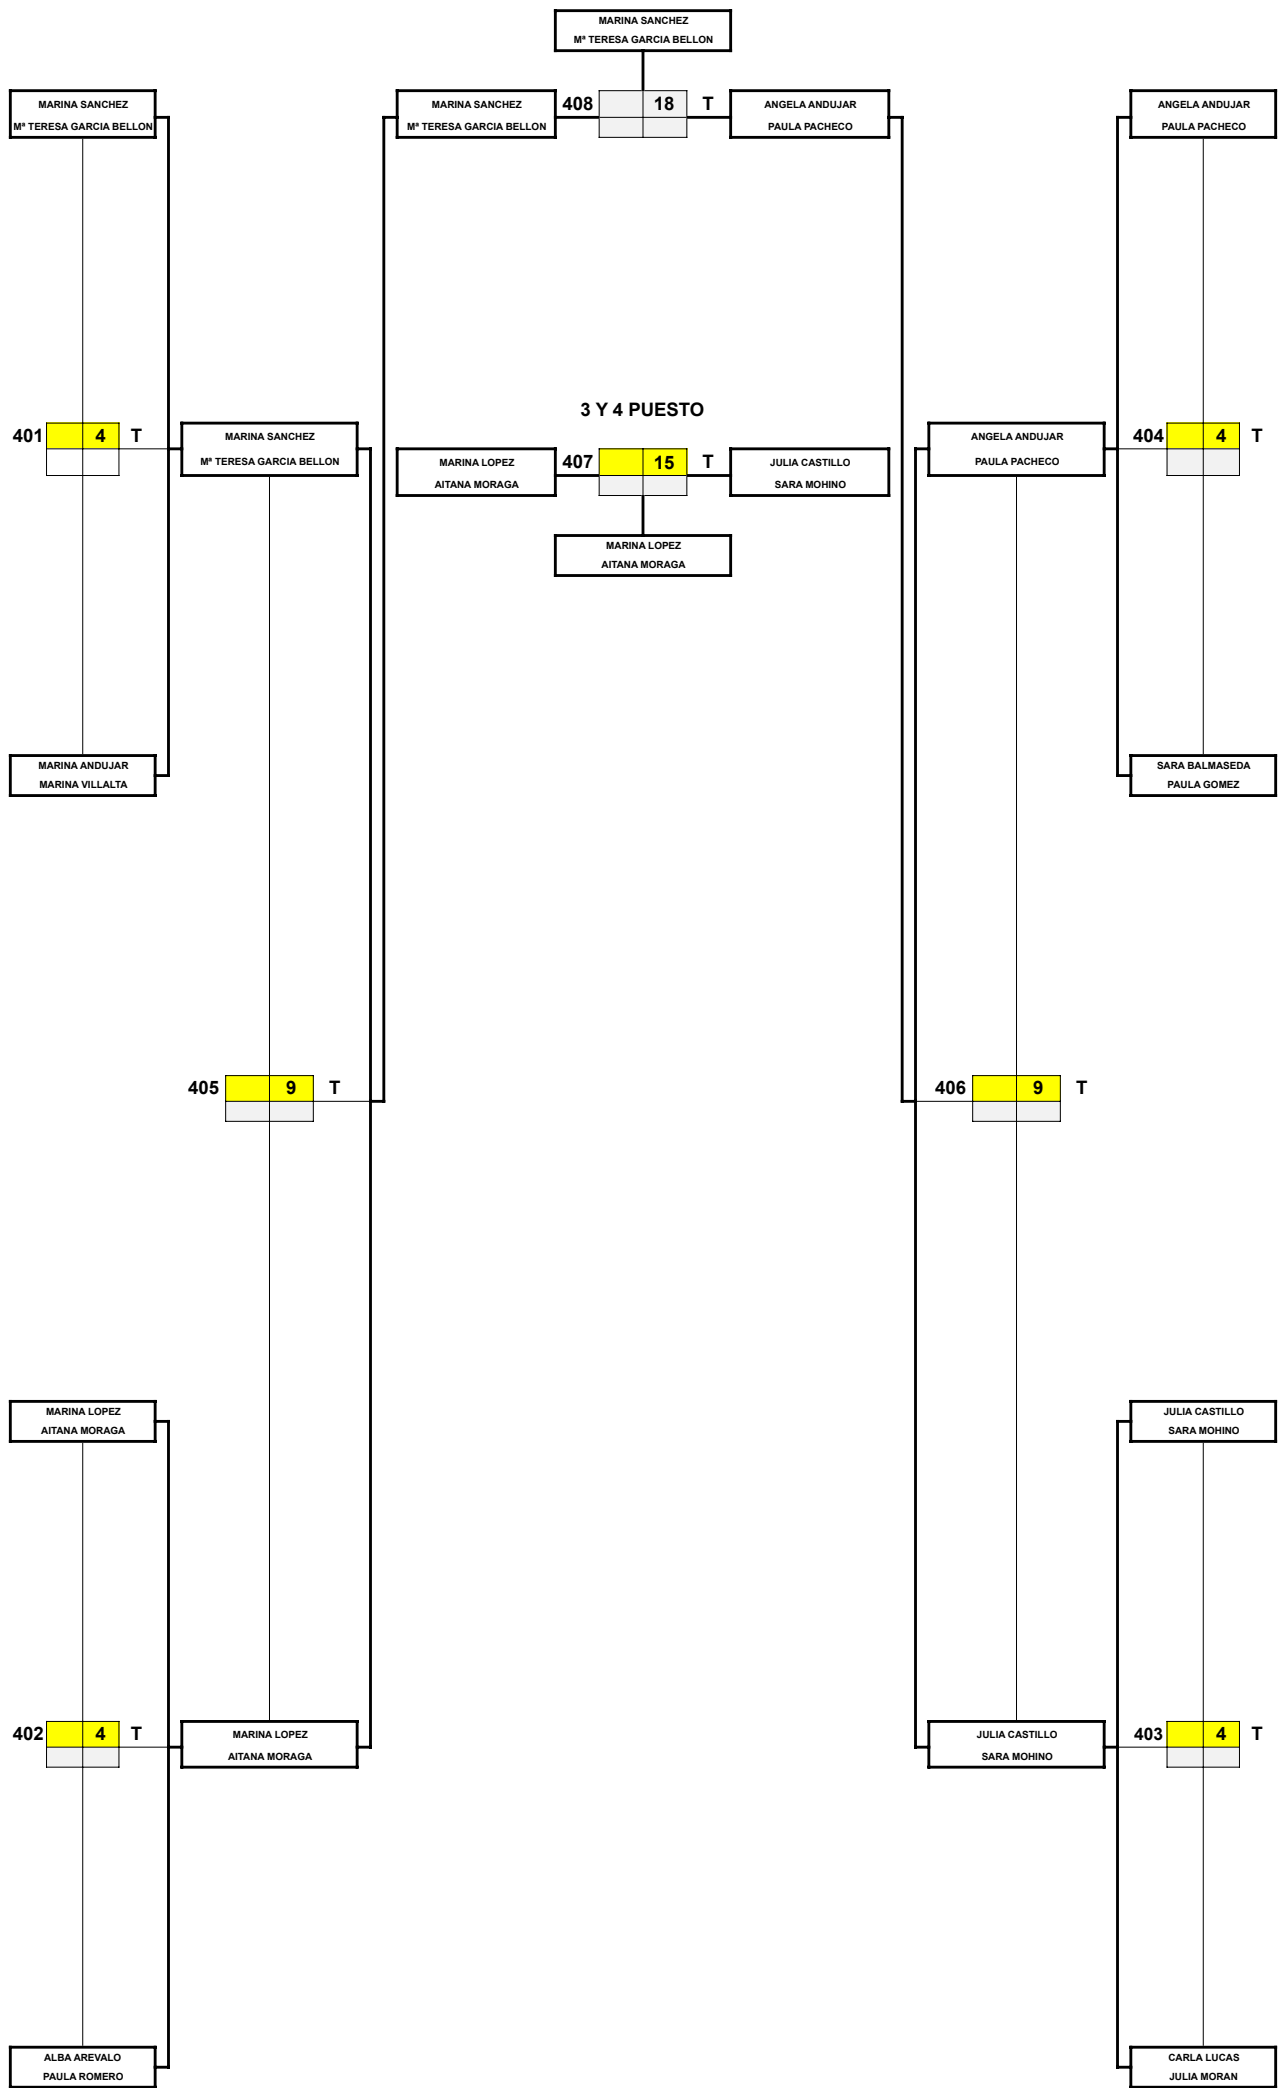 MARINA SANCHEZ
Mª TERESA GARCIA BELLON
MARINA SANCHEZ
Mª TERESA GARCIA BELLON
MARINA SANCHEZ
Mª TERESA GARCIA BELLON
408 18 T
ANGELA ANDUJAR
PAULA PACHECO
ANGELA ANDUJAR
PAULA PACHECO
3 Y 4 PUESTO
401 4 T
MARINA SANCHEZ
Mª TERESA GARCIA BELLON
MARINA LOPEZ
AITANA MORAGA
407 15 T
JULIA CASTILLO
SARA MOHINO
ANGELA ANDUJAR
PAULA PACHECO
404 4 T
MARINA LOPEZ
AITANA MORAGA
MARINA ANDUJAR
MARINA VILLALTA
SARA BALMASEDA
PAULA GOMEZ
405 9 T
406 9 T
MARINA LOPEZ
AITANA MORAGA
JULIA CASTILLO
SARA MOHINO
402 4 T
MARINA LOPEZ
AITANA MORAGA
JULIA CASTILLO
SARA MOHINO
403 4 T
ALBA AREVALO
PAULA ROMERO
CARLA LUCAS
JULIA MORAN